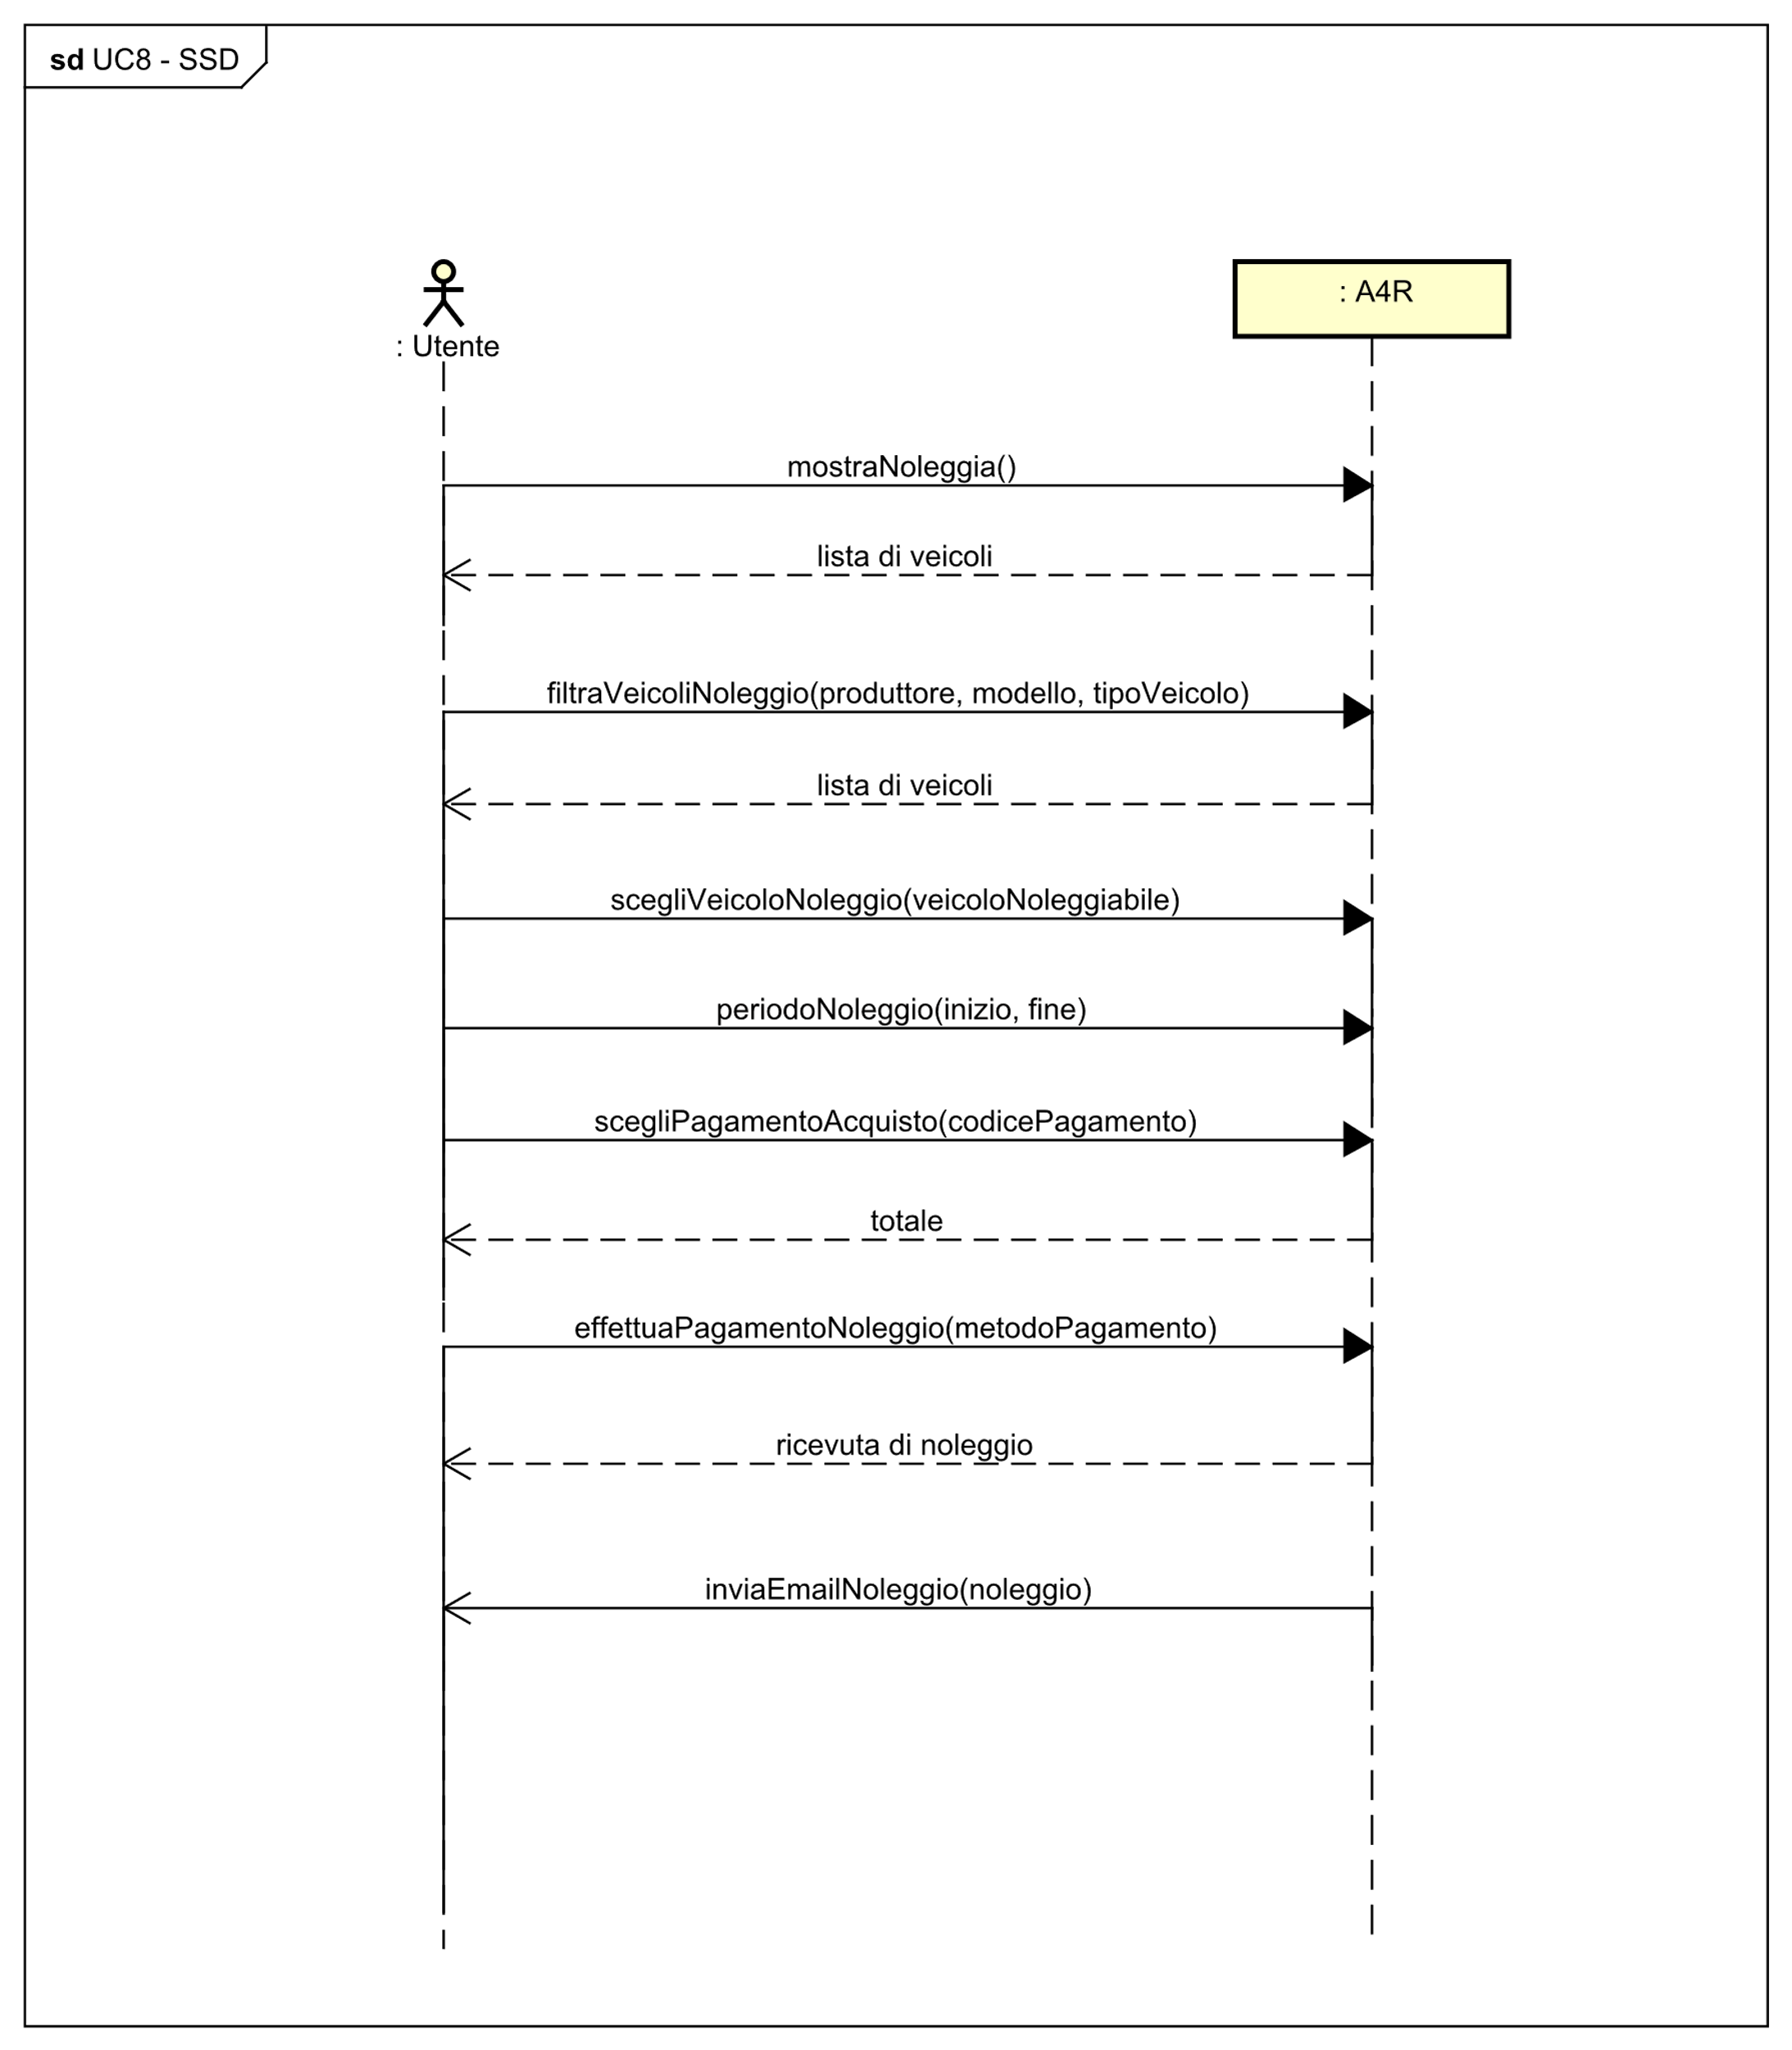 sd UC8 - SSD
: Utente
: A4R
mostraNoleggia()
lista di veicoli
filtraVeicoliNoleggio(produttore, modello, tipoVeicolo)
lista di veicoli
scegliVeicoloNoleggio(veicoloNoleggiabile)
periodoNoleggio(inizio, fine)
scegliPagamentoAcquisto(codicePagamento)
totale
effettuaPagamentoNoleggio(metodoPagamento)
ricevuta di noleggio
inviaEmailNoleggio(noleggio)